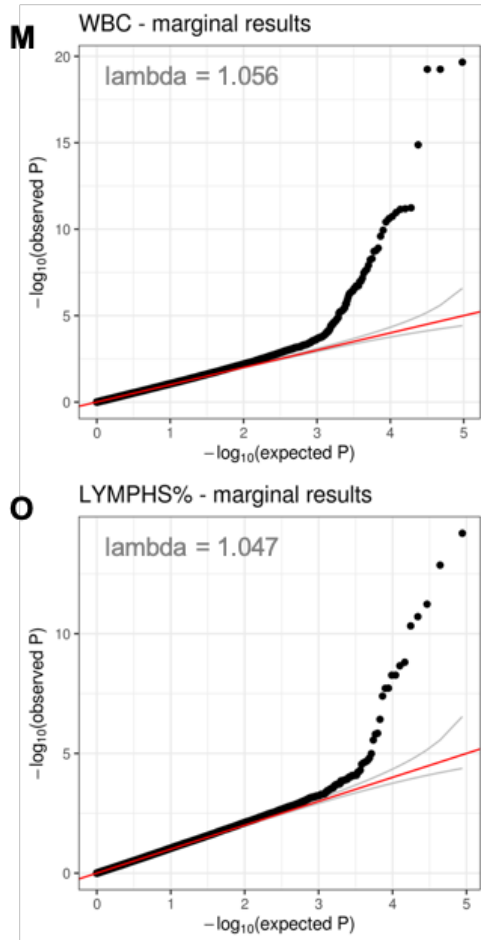 M
WBC - marginal results
lambda = 1.056
20
15
10
5
0
−log10(observed P)
0 1 2 3 4 5
−log10(expected P)
O
LYMPHS% - marginal results
lambda = 1.047
10
5
0
−log10(observed P)
0 1 2 3 4 5
−log10(expected P)